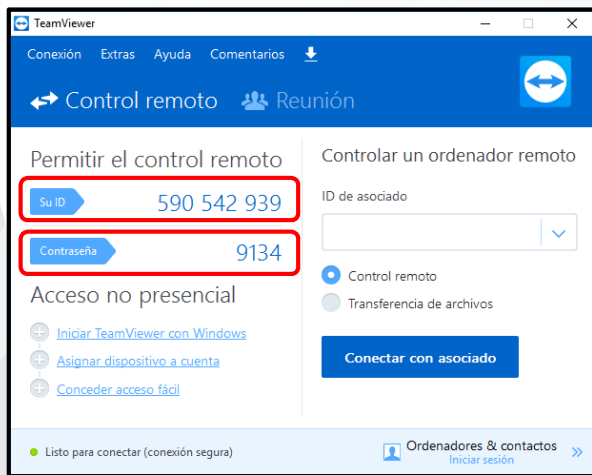 TeamViewer
Conexión Extras Ayuda Comentarios
Control remoto Reunión
Permitir el control remoto
Su ID 590 542 939
Contraseña 9134
Acceso no presencial
Iniciar TeamViewer con Windows
Asignar dispositivo a cuenta
Conceder acceso fácil
Controlar un ordenador remoto
ID de asociado
Control remoto
Transferencia de archivos
Conectar con asociado
Listo para conectar (conexión segura)
Ordenadores & contactos
Iniciar sesión